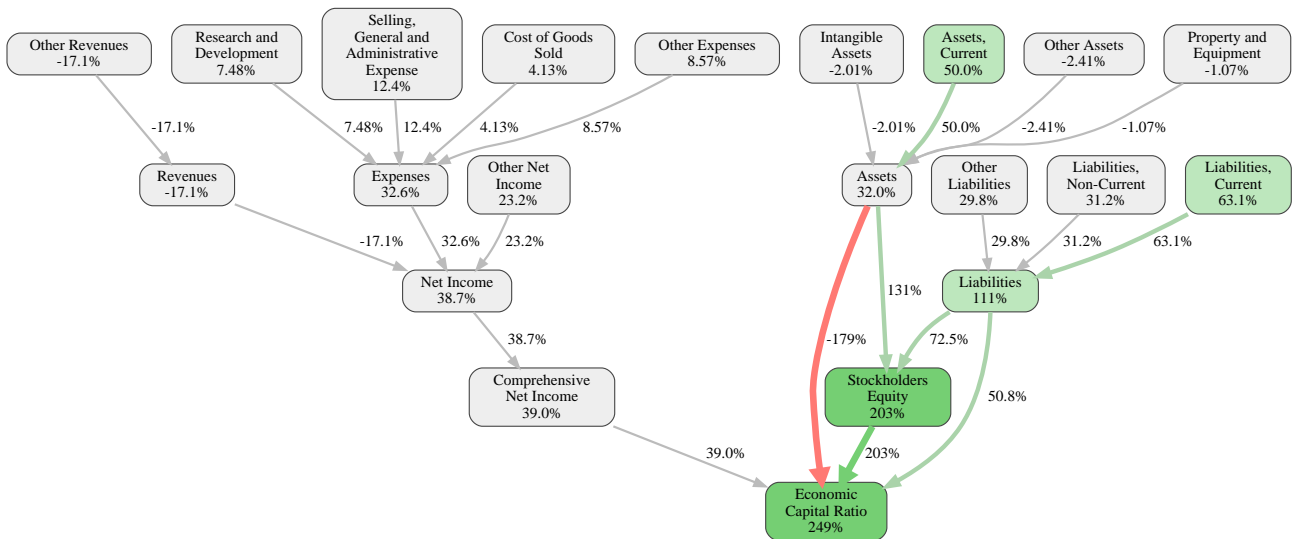 Other Revenues
-17.1%
Research and
Development
7.48%
Selling,
General and
Administrative
Expense
12.4%
Cost of Goods
Sold
4.13%
Other Expenses
8.57%
Intangible
Assets
-2.01%
Assets,
Current
50.0%
Other Assets
-2.41%
Property and
Equipment
-1.07%
-17.1%
7.48%
12.4%
4.13%
8.57%
-2.01%
50.0%
-2.41%
-1.07%
Revenues
-17.1%
Expenses
32.6%
Other Net
Income
23.2%
Assets
32.0%
Other
Liabilities
29.8%
Liabilities,
Non-Current
31.2%
Liabilities,
Current
63.1%
-17.1%
32.6%
23.2%
29.8%
31.2%
63.1%
Net Income
38.7%
131%
Liabilities
111%
38.7%
-179%
72.5%
Comprehensive
Net Income
39.0%
Stockholders
Equity
203%
50.8%
39.0%
203%
Economic
Capital Ratio
249%